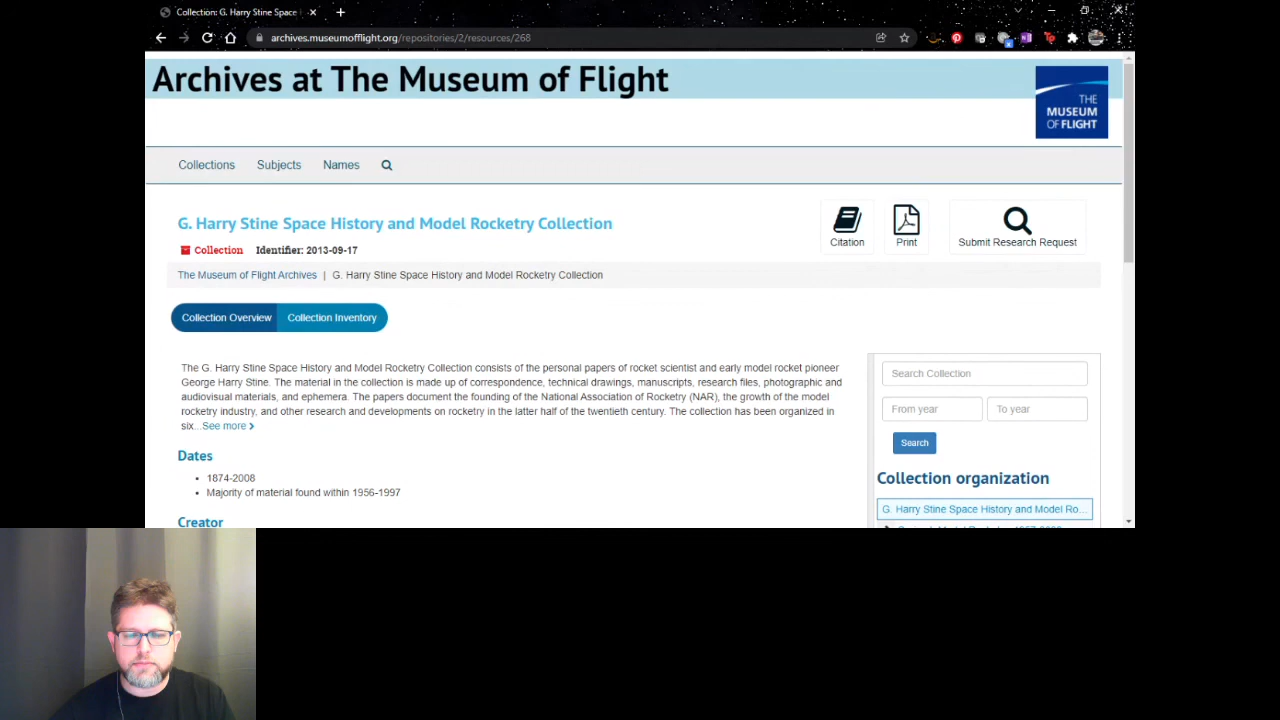 Collection: G. Harry Stine Space
archives.museumofflight.org/repositories/2/resources/268
Archives at The Museum of Flight
THE
MUSEUM
OF FLIGHT
Collections Subjects Names
G. Harry Stine Space History and Model Rocketry Collection
Citation Print Submit Research Request
Collection Identifier: 2013-09-17
The Museum of Flight Archives | G. Harry Stine Space History and Model Rocketry Collection
Collection Overview Collection Inventory
The G. Harry Stine Space History and Model Rocketry Collection consists of the personal papers of rocket scientist and early model rocket pioneer
George Harry Stine. The material in the collection is made up of correspondence, technical drawings, manuscripts, research files, photographic and
audiovisual materials, and ephemera. The papers document the founding of the National Association of Rocketry (NAR), the growth of the model
rocketry industry, and other research and developments on rocketry in the latter half of the twentieth century. The collection has been organized in
six...See more
Dates
1874-2008
Majority of material found within 1956-1997
Creator
Search Collection
From year To year
Search
Collection organization
G. Harry Stine Space History and Model Ro...